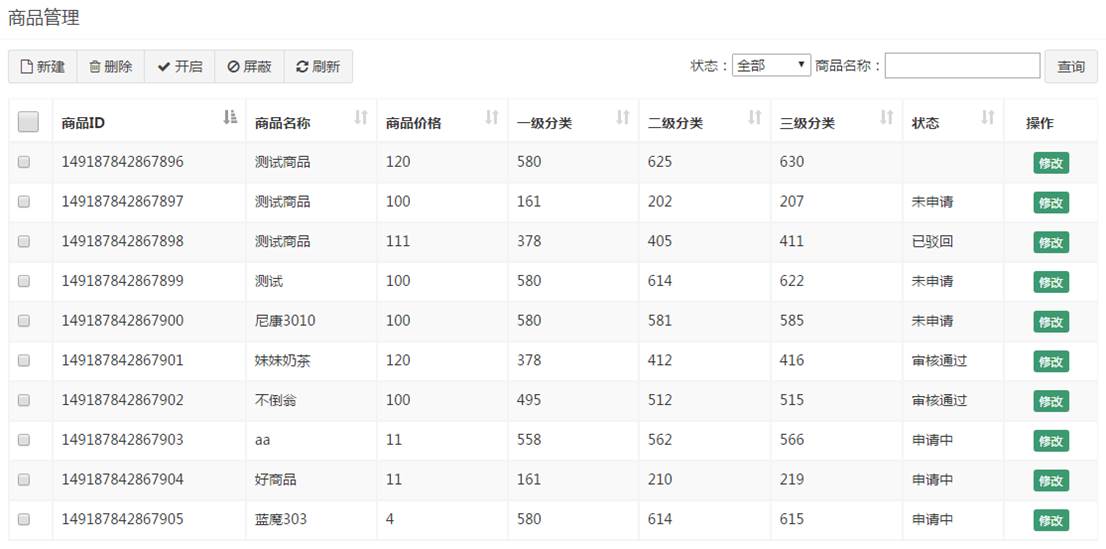 商品管理
新建 删除 开启 屏蔽 刷新 状态： 全部 商品名称： 查询
商品ID 商品名称 商品价格 一级分类 二级分类 三级分类 状态 操作
149187842867896 测试商品 120 580 625 630 修改
149187842867897 测试商品 100 161 202 207 未申请 修改
149187842867898 测试商品 111 378 405 411 已驳回 修改
149187842867899 测试 100 580 614 622 未申请 修改
149187842867900 尼康3010 100 580 581 585 未申请 修改
149187842867901 妹妹奶茶 120 378 412 416 审核通过 修改
149187842867902 不倒翁 100 495 512 515 审核通过 修改
149187842867903 aa 11 558 562 566 申请中 修改
149187842867904 好商品 11 161 210 219 申请中 修改
149187842867905 蓝魔303 4 580 614 615 申请中 修改